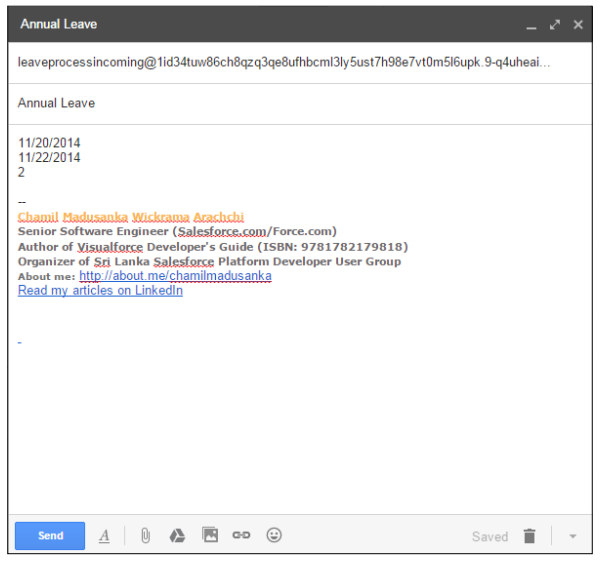 Annual Leave
leaveprocessincoming@1id34tuw86ch8qzq3qe8ufhbcml3ly5ust7h98e7vt0m5l6upk.9-q4uheai...
Annual Leave
11/20/2014
11/22/2014
2
--
Chamil Madusanka Wickrama Arachchi
Senior Software Engineer (Salesforce.com/Force.com)
Author of Visualforce Developer's Guide (ISBN: 9781782179818)
Organizer of Sri Lanka Salesforce Platform Developer User Group
About me: http://about.me/chamilmadusanka
Read my articles on LinkedIn
Send A Saved